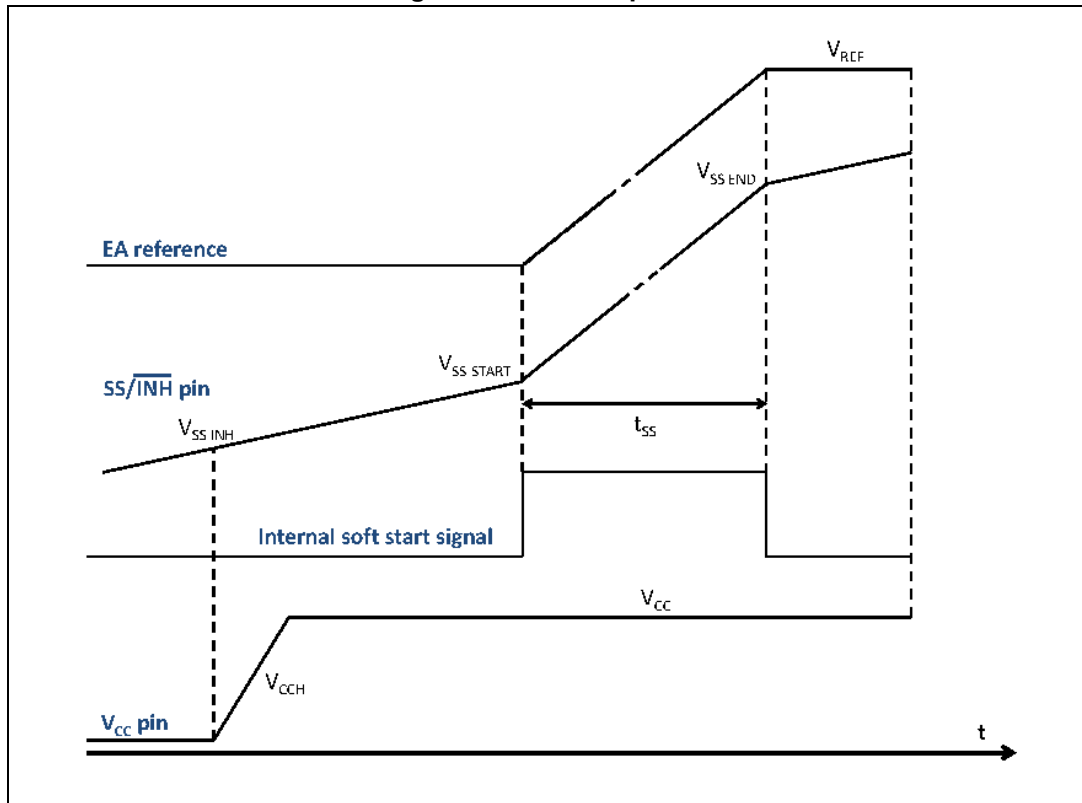 V_REF
V_SS END
EA reference
V_SS START
SS/I̅N̅H̅ pin
V_SS INH
t_SS
Internal soft start signal
V_CC
V_CCH
V_CC pin
t